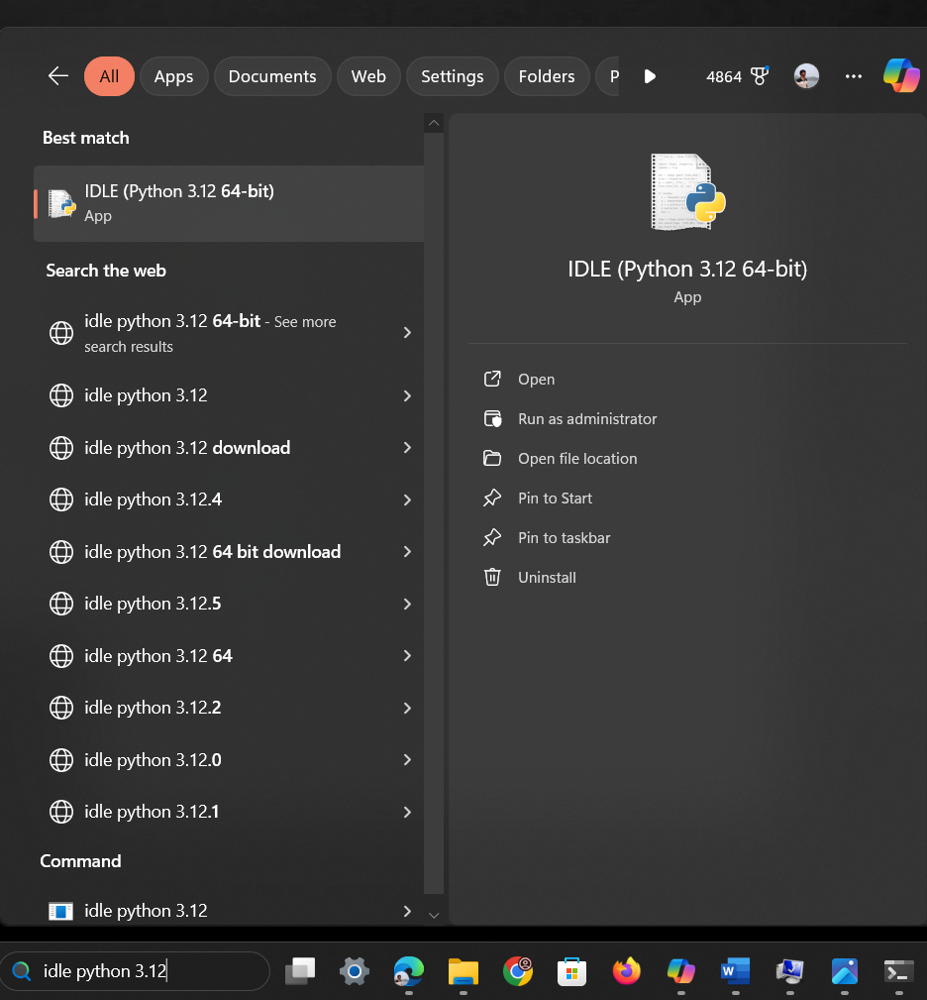 All
Apps
Documents
Web
Settings
Folders
P
4864
Best match
IDLE (Python 3.12 64-bit)
App
Search the web
idle python 3.12 64-bit - See more
search results
idle python 3.12
idle python 3.12 download
idle python 3.12.4
idle python 3.12 64 bit download
idle python 3.12.5
idle python 3.12 64
idle python 3.12.2
idle python 3.12.0
idle python 3.12.1
Command
idle python 3.12
IDLE (Python 3.12 64-bit)
App
Open
Run as administrator
Open file location
Pin to Start
Pin to taskbar
Uninstall
idle python 3.12